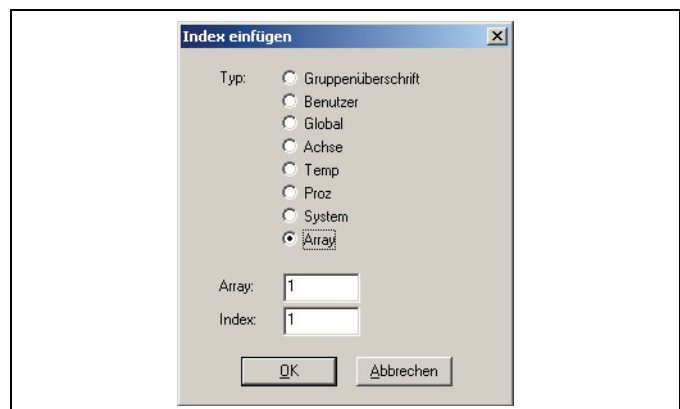 Index einfügen
Typ: Gruppenüberschrift
Benutzer
Global
Achse
Temp
Proz
System
Array
Array: 1
Index: 1
OK Abbrechen